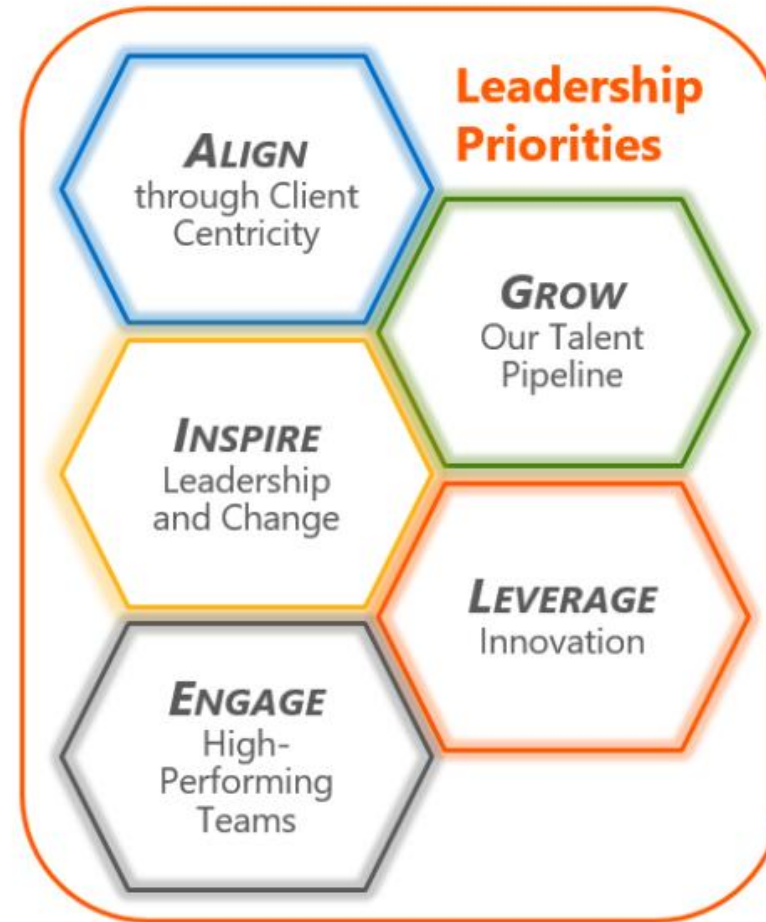 Leadership
Priorities
ALIGN
through Client
Centricity
GROW
Our Talent
Pipeline
INSPIRE
Leadership
and Change
LEVERAGE
Innovation
ENGAGE
High-
Performing
Teams